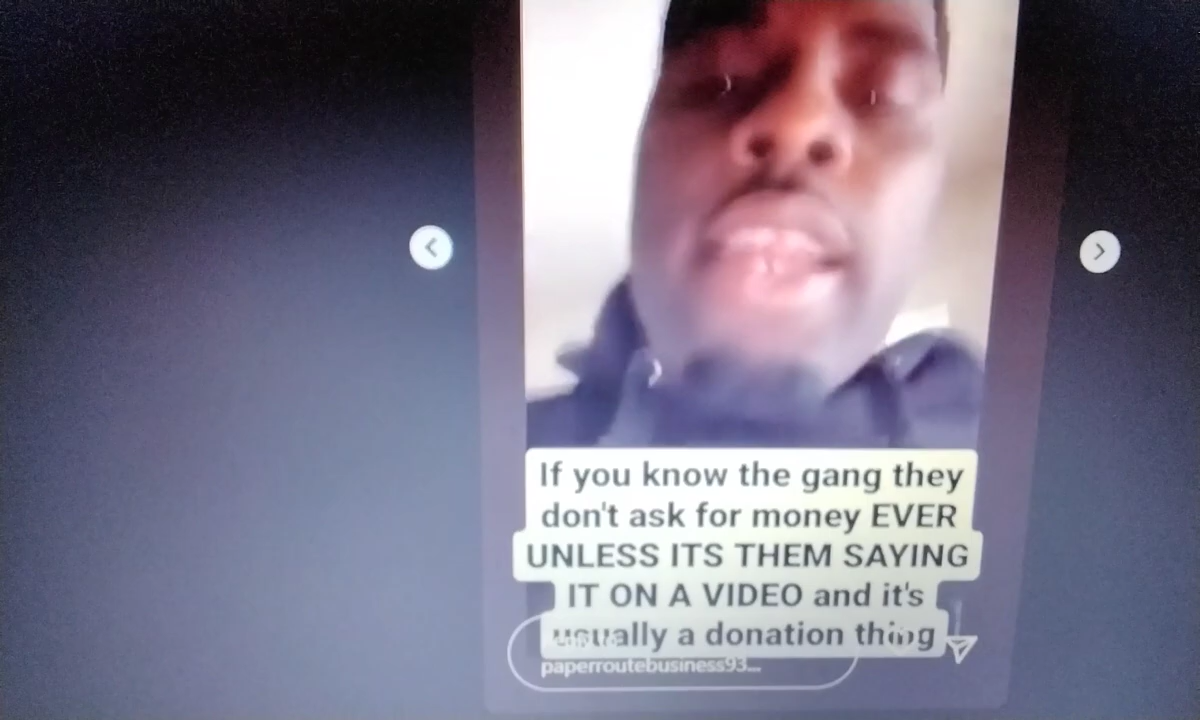 If you know the gang they
don't ask for money EVER
UNLESS ITS THEM SAYING
IT ON A VIDEO and it's
usually a donation thing
paperroutebusiness93...